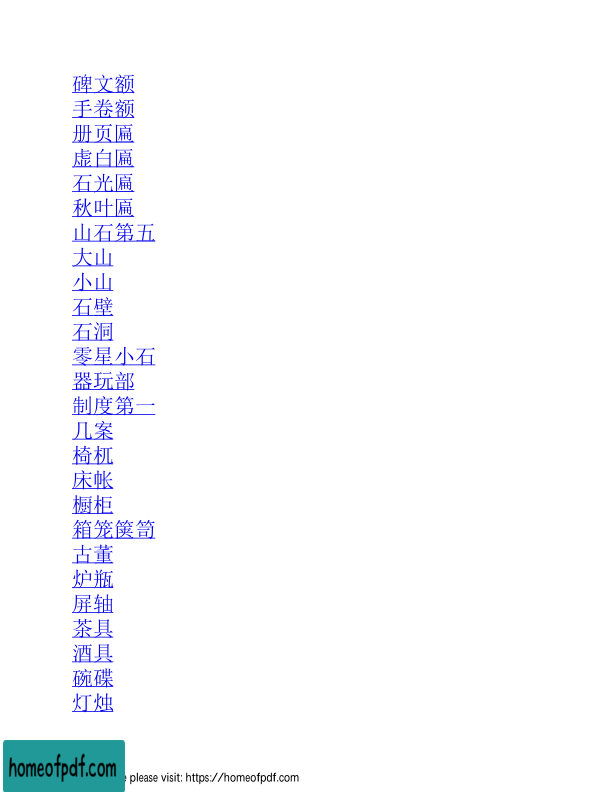 碑文额
手卷额
册页匾
虚白匾
石光匾
秋叶匾
山石第五
大山
小山
石壁
石洞
零星小石
器玩部
制度第一
几案
椅杌
床帐
橱柜
箱笼箧笥
古董
炉瓶
屏轴
茶具
酒具
碗碟
灯烛
homeofpdf.com
please visit: https://homeofpdf.com